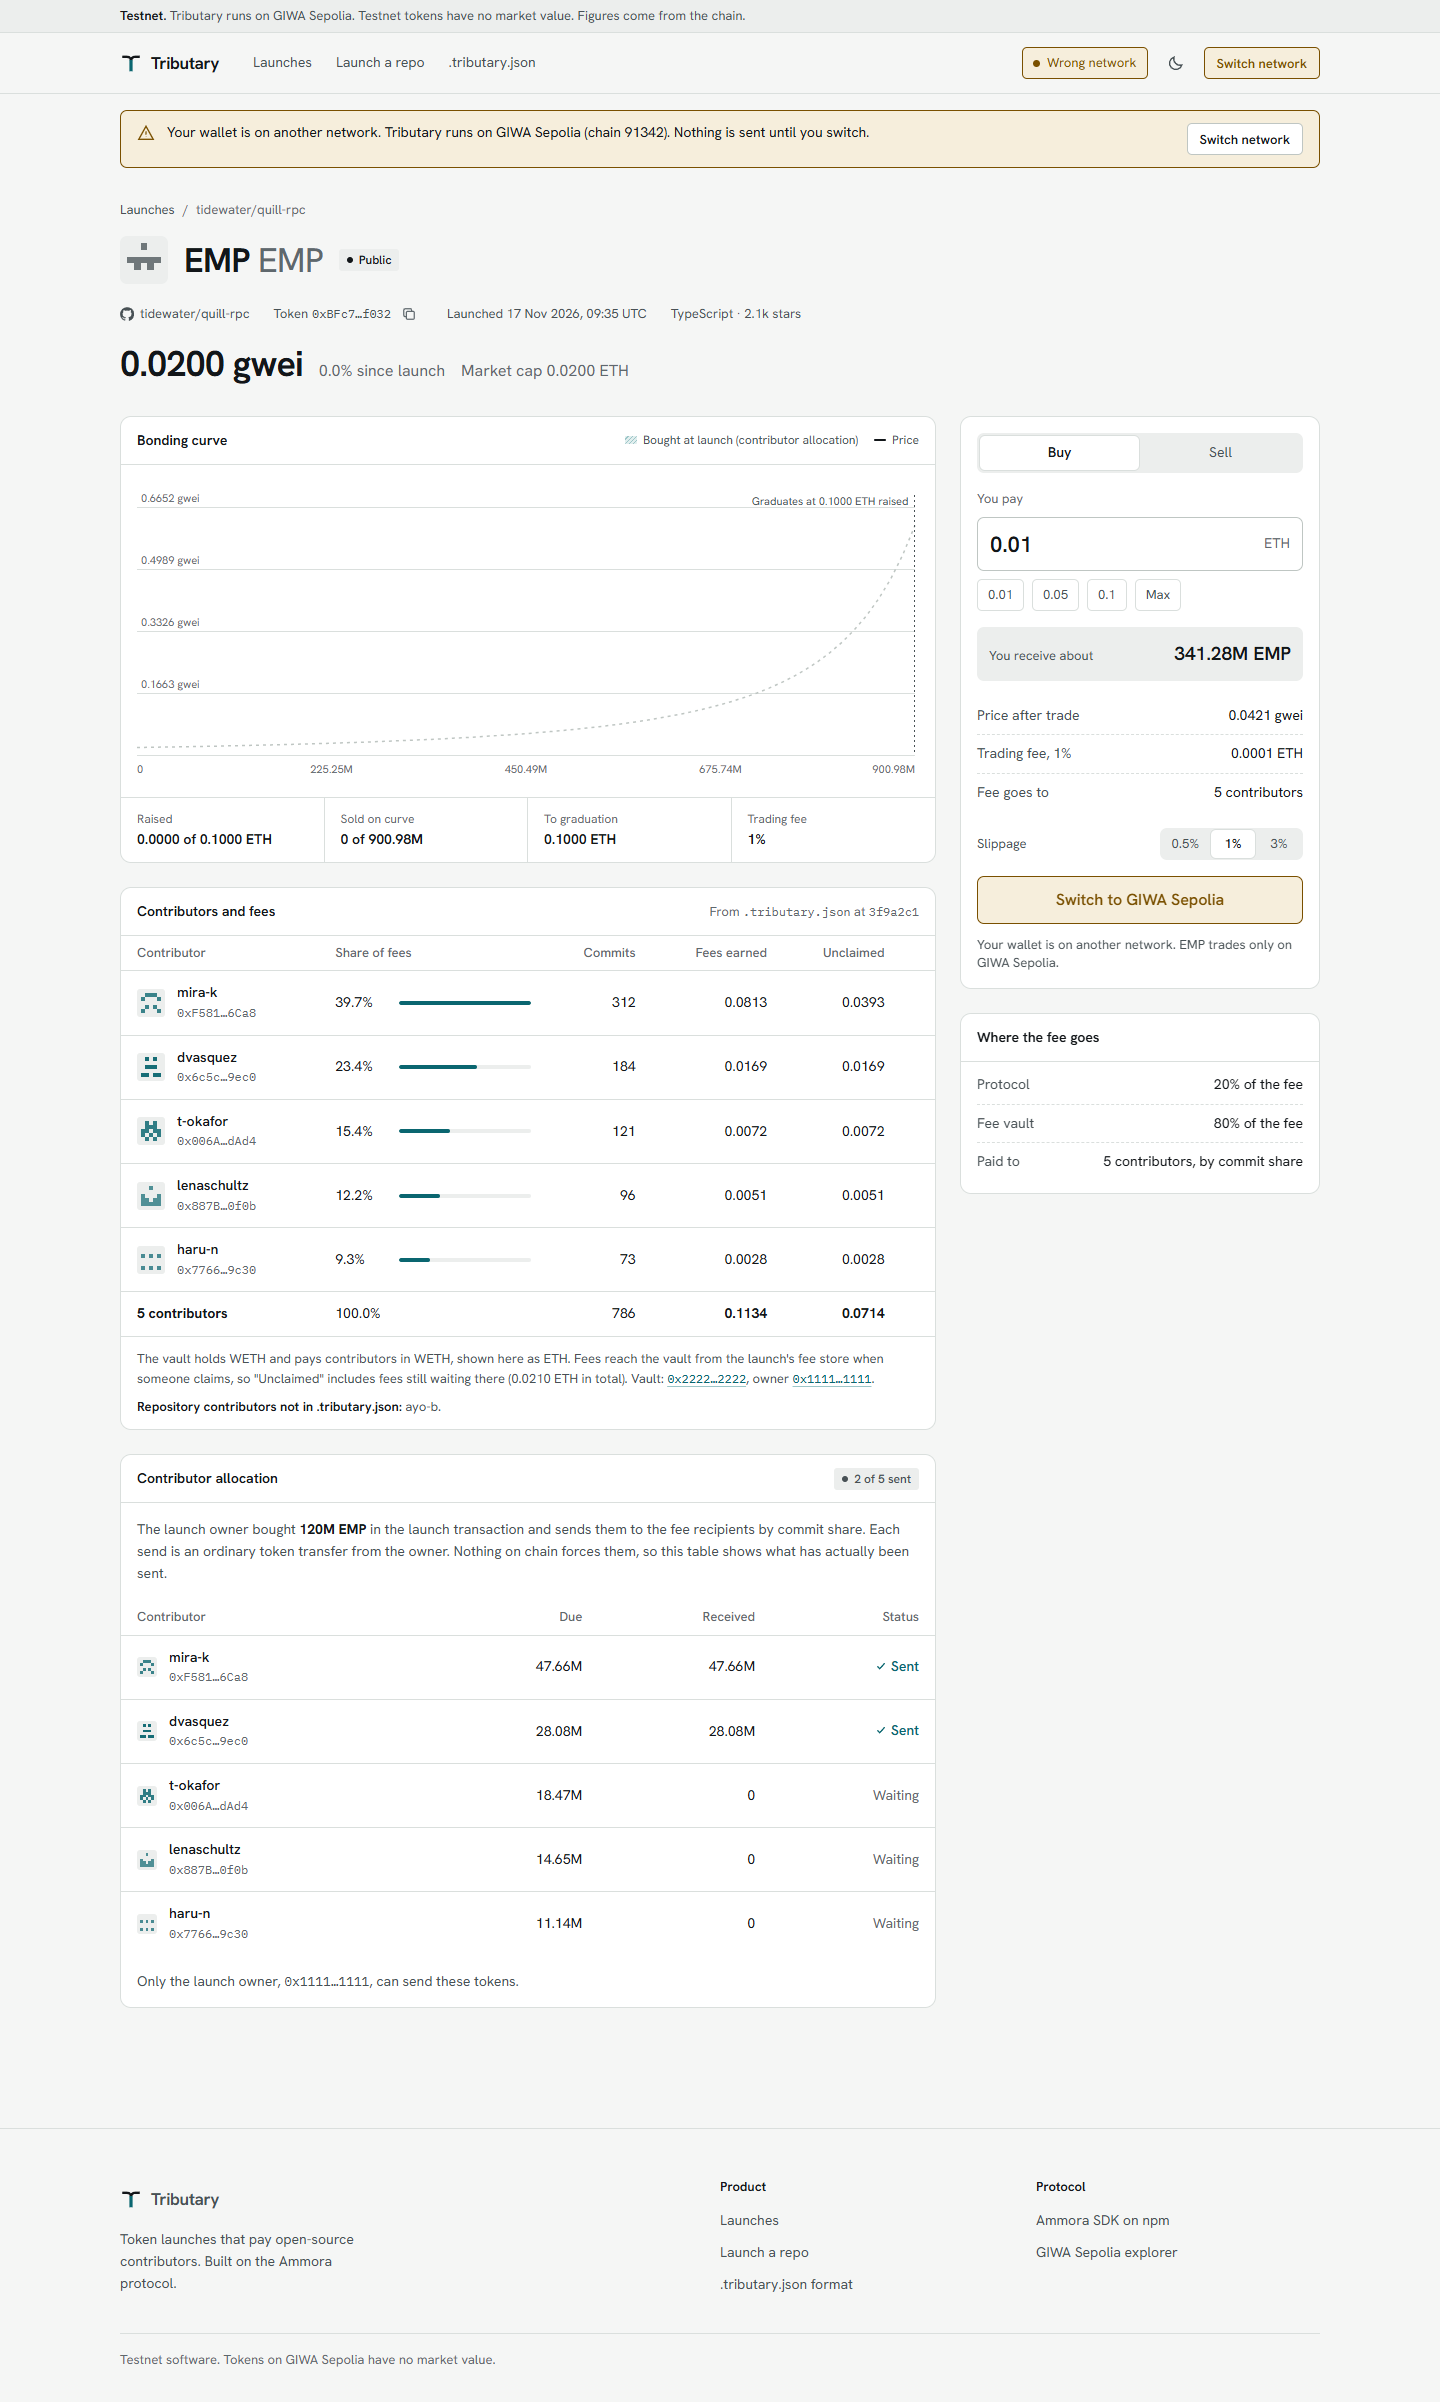 Testnet. Tributary runs on GIWA Sepolia. Testnet tokens have no market value. Figures come from the chain.
Tributary
Launches
Launch a repo
.tributary.json
Wrong network
Switch network
Your wallet is on another network. Tributary runs on GIWA Sepolia (chain 91342). Nothing is sent until you switch.
Switch network
Launches / tidewater/quill-rpc
EMP EMP
Public
tidewater/quill-rpc
Token 0xBFc7…f032
Launched 17 Nov 2026, 09:35 UTC
TypeScript · 2.1k stars
0.0200 gwei
0.0% since launch
Market cap 0.0200 ETH
Bonding curve
Bought at launch (contributor allocation)
Price
0.6652 gwei
Graduates at 0.1000 ETH raised
0.4989 gwei
0.3326 gwei
0.1663 gwei
0
225.25M
450.49M
675.74M
900.98M
Raised
0.0000 of 0.1000 ETH
Sold on curve
0 of 900.98M
To graduation
0.1000 ETH
Trading fee
1%
Buy
Sell
You pay
0.01
ETH
0.01
0.05
0.1
Max
You receive about
341.28M EMP
Price after trade
0.0421 gwei
Trading fee, 1%
0.0001 ETH
Fee goes to
5 contributors
Slippage
0.5%
1%
3%
Switch to GIWA Sepolia
Your wallet is on another network. EMP trades only on
GIWA Sepolia.
Where the fee goes
Protocol
20% of the fee
Fee vault
80% of the fee
Paid to
5 contributors, by commit share
Contributors and fees
From .tributary.json at 3f9a2c1
Contributor
Share of fees
Commits
Fees earned
Unclaimed
mira-k
0xF581…6Ca8
39.7%
312
0.0813
0.0393
dvasquez
0x6c5c…9ec0
23.4%
184
0.0169
0.0169
t-okafor
0x006A…dAd4
15.4%
121
0.0072
0.0072
lenaschultz
0x887B…0f0b
12.2%
96
0.0051
0.0051
haru-n
0x7766…9c30
9.3%
73
0.0028
0.0028
5 contributors
100.0%
786
0.1134
0.0714
The vault holds WETH and pays contributors in WETH, shown here as ETH. Fees reach the vault from the launch's fee store when
someone claims, so "Unclaimed" includes fees still waiting there (0.0210 ETH in total). Vault: 0x2222…2222, owner 0x1111…1111.
Repository contributors not in .tributary.json: ayo-b.
Contributor allocation
2 of 5 sent
The launch owner bought 120M EMP in the launch transaction and sends them to the fee recipients by commit share. Each
send is an ordinary token transfer from the owner. Nothing on chain forces them, so this table shows what has actually been
sent.
Contributor
Due
Received
Status
mira-k
0xF581…6Ca8
47.66M
47.66M
Sent
dvasquez
0x6c5c…9ec0
28.08M
28.08M
Sent
t-okafor
0x006A…dAd4
18.47M
0
Waiting
lenaschultz
0x887B…0f0b
14.65M
0
Waiting
haru-n
0x7766…9c30
11.14M
0
Waiting
Only the launch owner, 0x1111…1111, can send these tokens.
Tributary
Token launches that pay open-source
contributors. Built on the Ammora
protocol.
Product
Launches
Launch a repo
.tributary.json format
Protocol
Ammora SDK on npm
GIWA Sepolia explorer
Testnet software. Tokens on GIWA Sepolia have no market value.